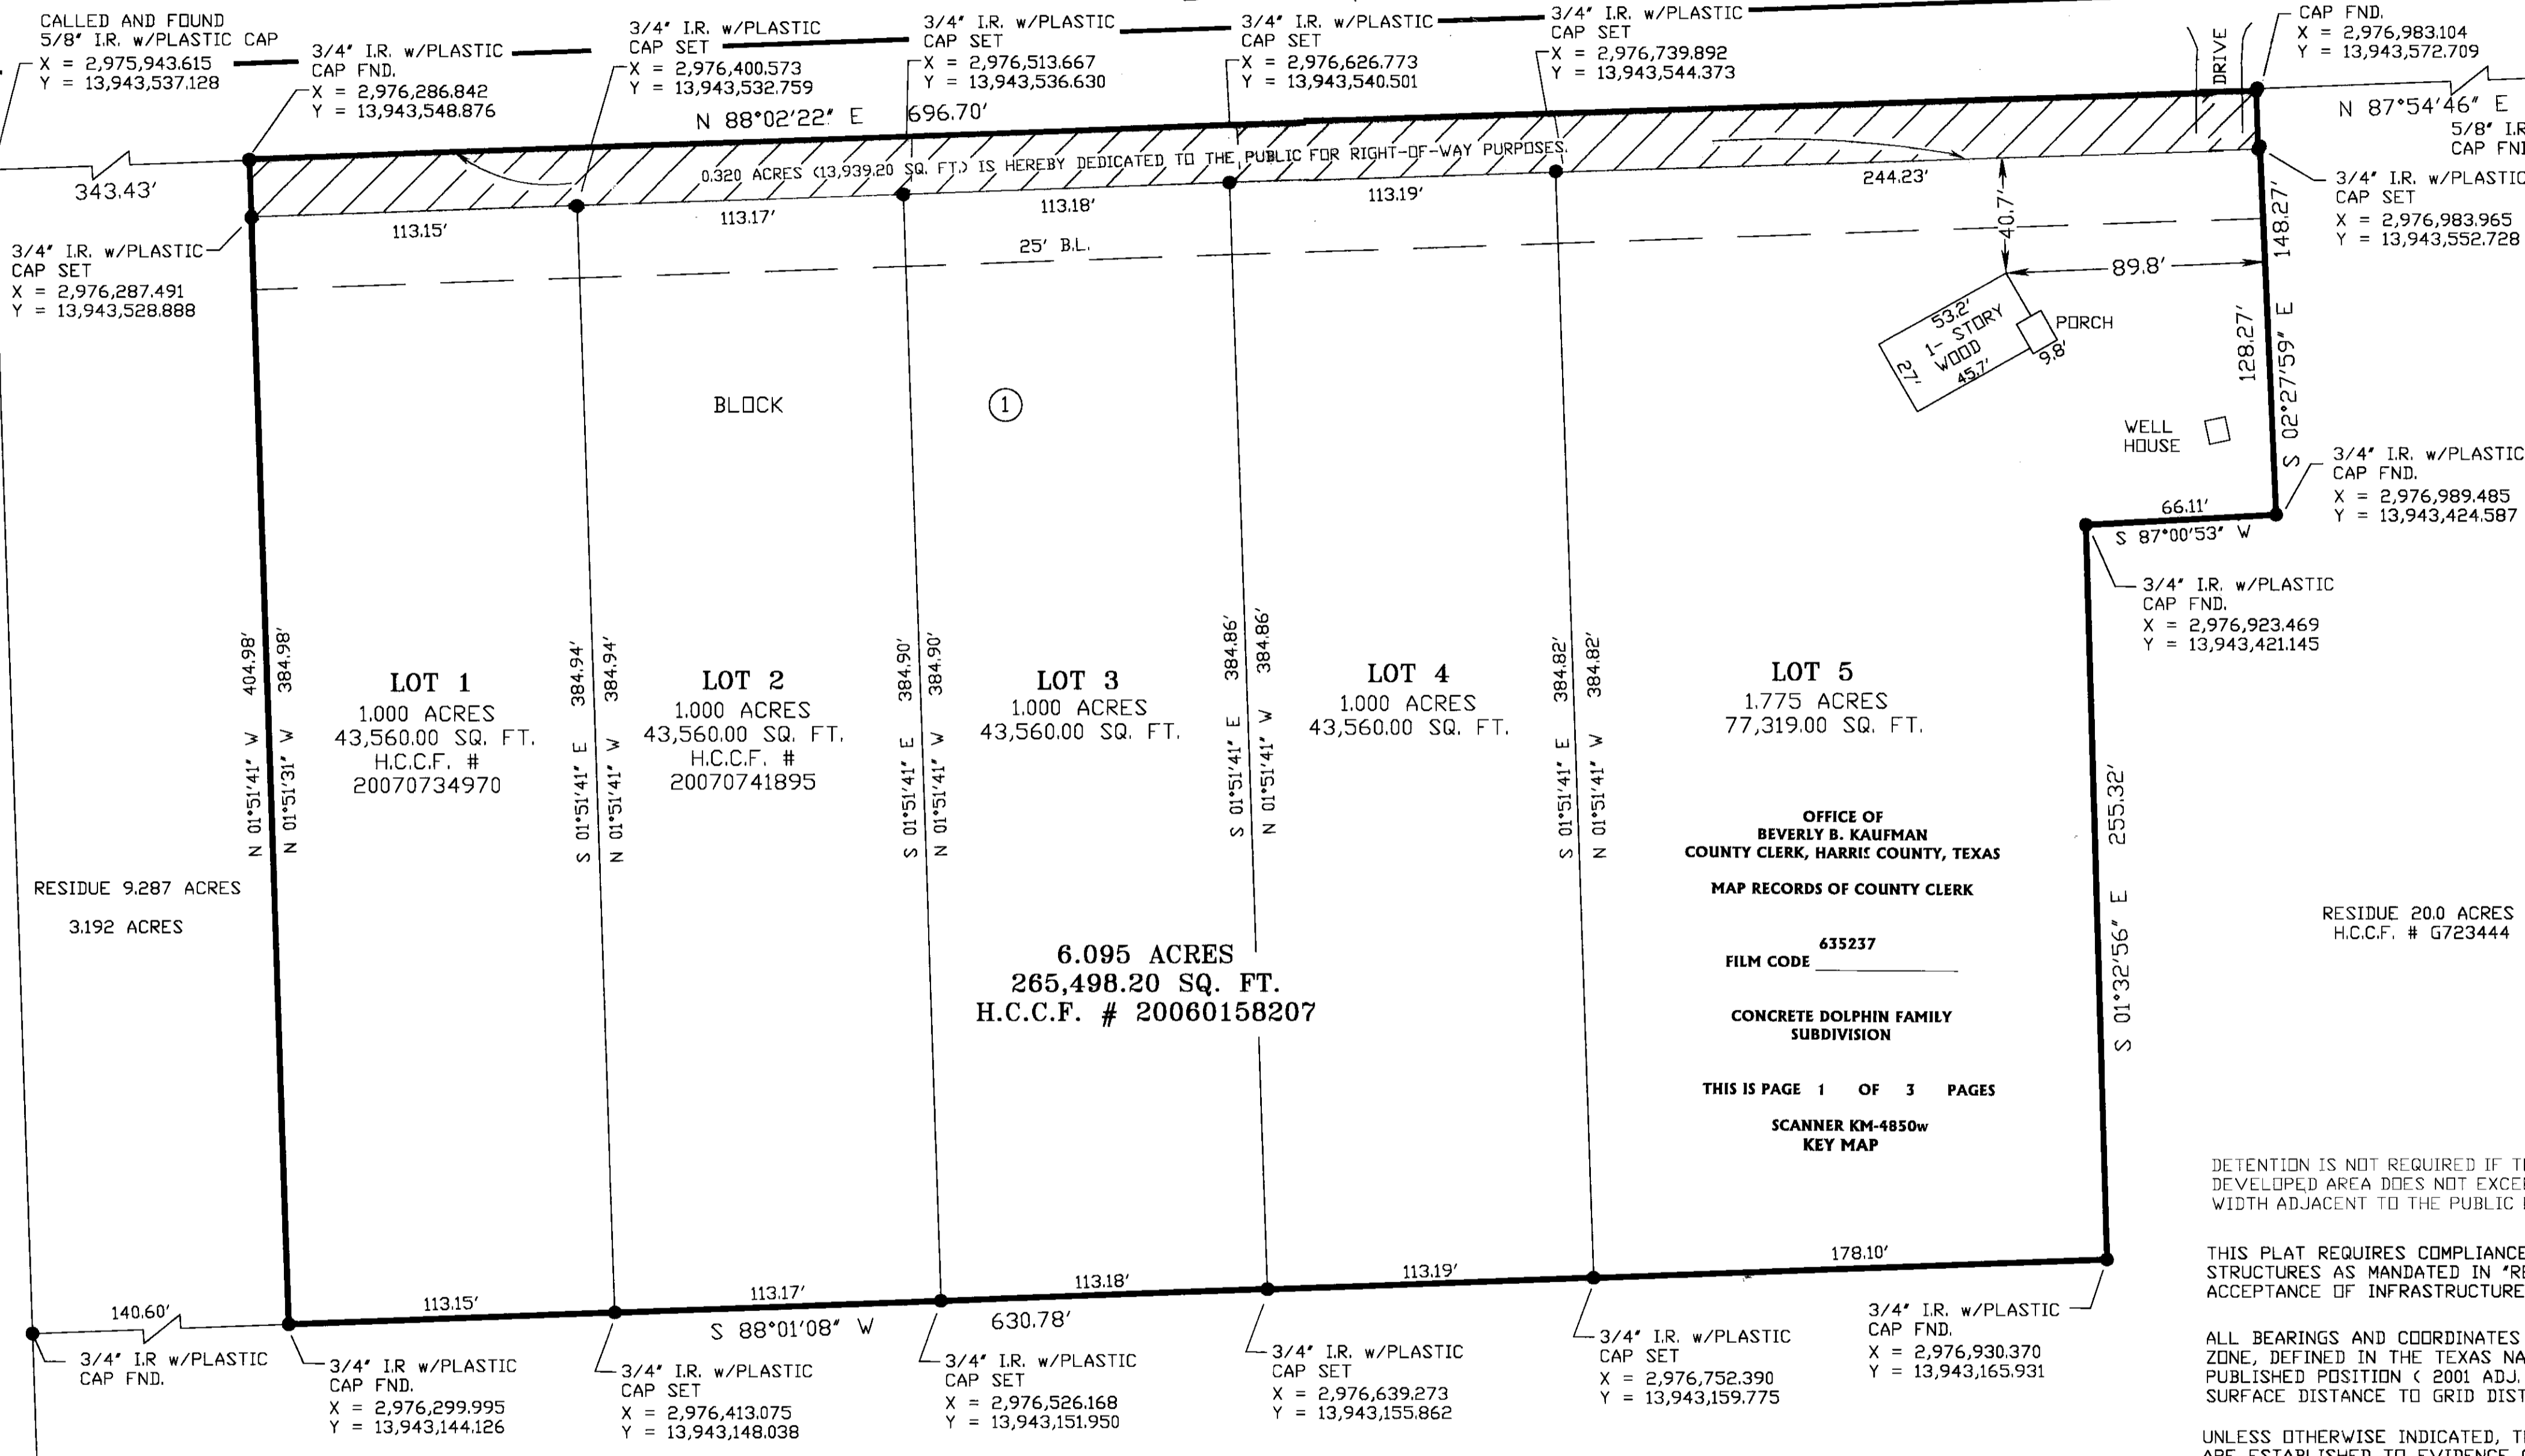 CALLED AND FOUND
5/8" I.R. w/PLASTIC CAP
X = 2,975,943.615
Y = 13,943,537.128
3/4" I.R. w/PLASTIC
CAP FND.
X = 2,976,286.842
Y = 13,943,548.876
3/4" I.R. w/PLASTIC
CAP SET
X = 2,976,400.573
Y = 13,943,532.759
3/4" I.R. w/PLASTIC
CAP SET
X = 2,976,513.667
Y = 13,943,536.630
3/4" I.R. w/PLASTIC
CAP SET
X = 2,976,626.773
Y = 13,943,540.501
3/4" I.R. w/PLASTIC
CAP SET
X = 2,976,739.892
Y = 13,943,544.373
DRIVE
CAP FND.
X = 2,976,983.104
Y = 13,943,572.709
N 88°02'22" E 696.70'
N 87°54'46" E
5/8" I.R
CAP FN
343.43'
0.320 ACRES (13,939.20 SQ. FT.) IS HEREBY DEDICATED TO THE PUBLIC FOR RIGHT-OF-WAY PURPOSES.
113.15'
113.17'
113.18'
113.19'
244.23'
3/4" I.R. w/PLASTIC
CAP SET
X = 2,976,983.965
Y = 13,943,552.728
3/4" I.R. w/PLASTIC
CAP SET
X = 2,976,287.491
Y = 13,943,528.888
25' B.L.
40.7'
89.8'
148.27'
128.27'
S 02°27'59" E
53.2'
1- STORY
WOOD
45.7'
27'
9.8'
PORCH
BLOCK 1
WELL
HOUSE
3/4" I.R. w/PLASTIC
CAP FND.
X = 2,976,989.485
Y = 13,943,424.587
66.11'
S 87°00'53" W
3/4" I.R. w/PLASTIC
CAP FND.
X = 2,976,923.469
Y = 13,943,421.145
N 01°51'41" W 404.98'
N 01°51'31" W 384.98'
LOT 1
1.000 ACRES
43,560.00 SQ. FT.
H.C.C.F. #
20070734970
S 01°51'41" E 384.94'
N 01°51'41" W 384.94'
LOT 2
1.000 ACRES
43,560.00 SQ. FT.
H.C.C.F. #
20070741895
S 01°51'41" E 384.90'
N 01°51'41" W 384.90'
LOT 3
1.000 ACRES
43,560.00 SQ. FT.
S 01°51'41" E 384.86'
N 01°51'41" W 384.86'
LOT 4
1.000 ACRES
43,560.00 SQ. FT.
S 01°51'41" E 384.82'
N 01°51'41" W 384.82'
LOT 5
1.775 ACRES
77,319.00 SQ. FT.
OFFICE OF
BEVERLY B. KAUFMAN
COUNTY CLERK, HARRIS COUNTY, TEXAS
MAP RECORDS OF COUNTY CLERK
635237
FILM CODE
CONCRETE DOLPHIN FAMILY
SUBDIVISION
THIS IS PAGE 1 OF 3 PAGES
SCANNER KM-4850w
KEY MAP
S 01°32'56" E 255.32'
RESIDUE 9.287 ACRES
3.192 ACRES
6.095 ACRES
265,498.20 SQ. FT.
H.C.C.F. # 20060158207
RESIDUE 20.0 ACRES
H.C.C.F. # G723444
DETENTION IS NOT REQUIRED IF T
DEVELOPED AREA DOES NOT EXCE
WIDTH ADJACENT TO THE PUBLIC
THIS PLAT REQUIRES COMPLIANCE
STRUCTURES AS MANDATED IN "RE
ACCEPTANCE OF INFRASTRUCTURE
ALL BEARINGS AND COORDINATES
ZONE, DEFINED IN THE TEXAS NA
PUBLISHED POSITION ( 2001 ADJ.
SURFACE DISTANCE TO GRID DIST
UNLESS OTHERWISE INDICATED, T
ARE ESTABLISHED TO EVIDENCE
140.60'
113.15'
113.17'
113.18'
113.19'
178.10'
S 88°01'08" W 630.78'
3/4" I.R w/PLASTIC
CAP FND.
3/4" I.R w/PLASTIC
CAP FND.
X = 2,976,299.995
Y = 13,943,144.126
3/4" I.R. w/PLASTIC
CAP SET
X = 2,976,413.075
Y = 13,943,148.038
3/4" I.R. w/PLASTIC
CAP SET
X = 2,976,526.168
Y = 13,943,151.950
3/4" I.R. w/PLASTIC
CAP SET
X = 2,976,639.273
Y = 13,943,155.862
3/4" I.R. w/PLASTIC
CAP SET
X = 2,976,752.390
Y = 13,943,159.775
3/4" I.R. w/PLASTIC
CAP FND.
X = 2,976,930.370
Y = 13,943,165.931